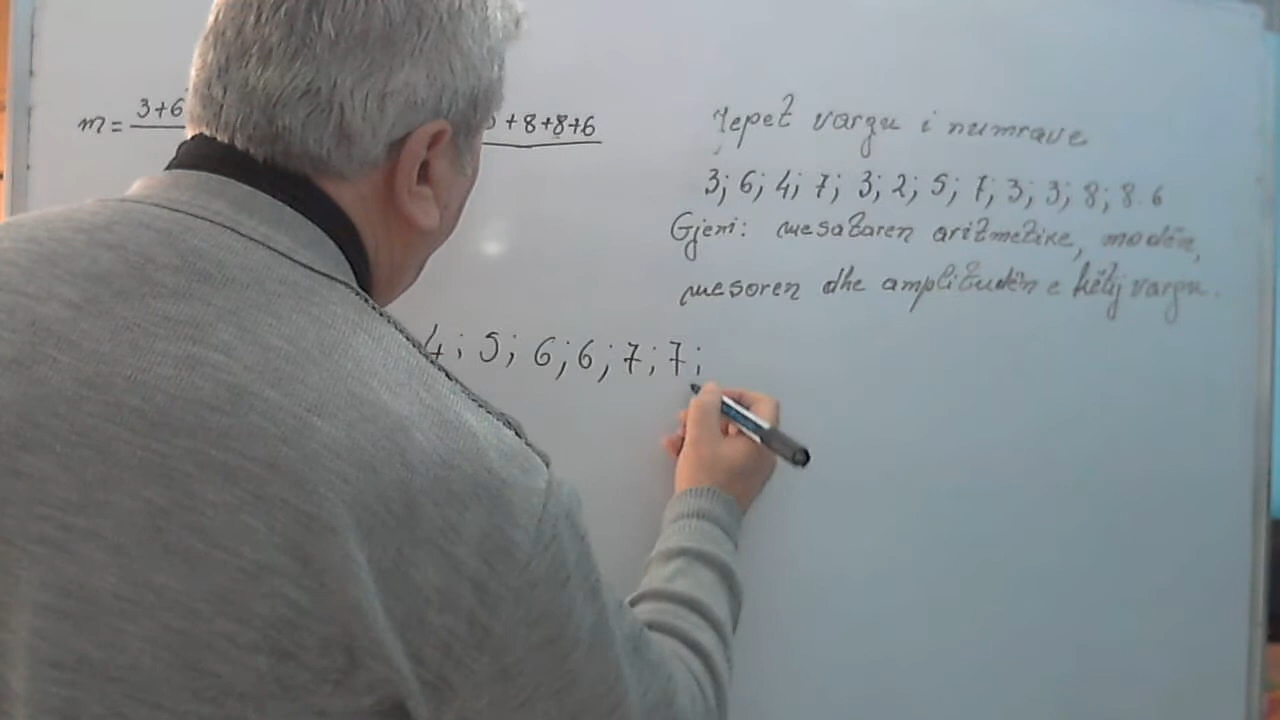 m = 3+6 +8+8+6
Jepet vargu i numrave
3; 6; 4; 7; 3; 2; 5; 7; 3; 3; 8; 8. 6
Gjeni: mesataren aritmetike, modën,
mesoren dhe amplitudën e këtij vargu.
4; 5; 6; 6; 7; 7;